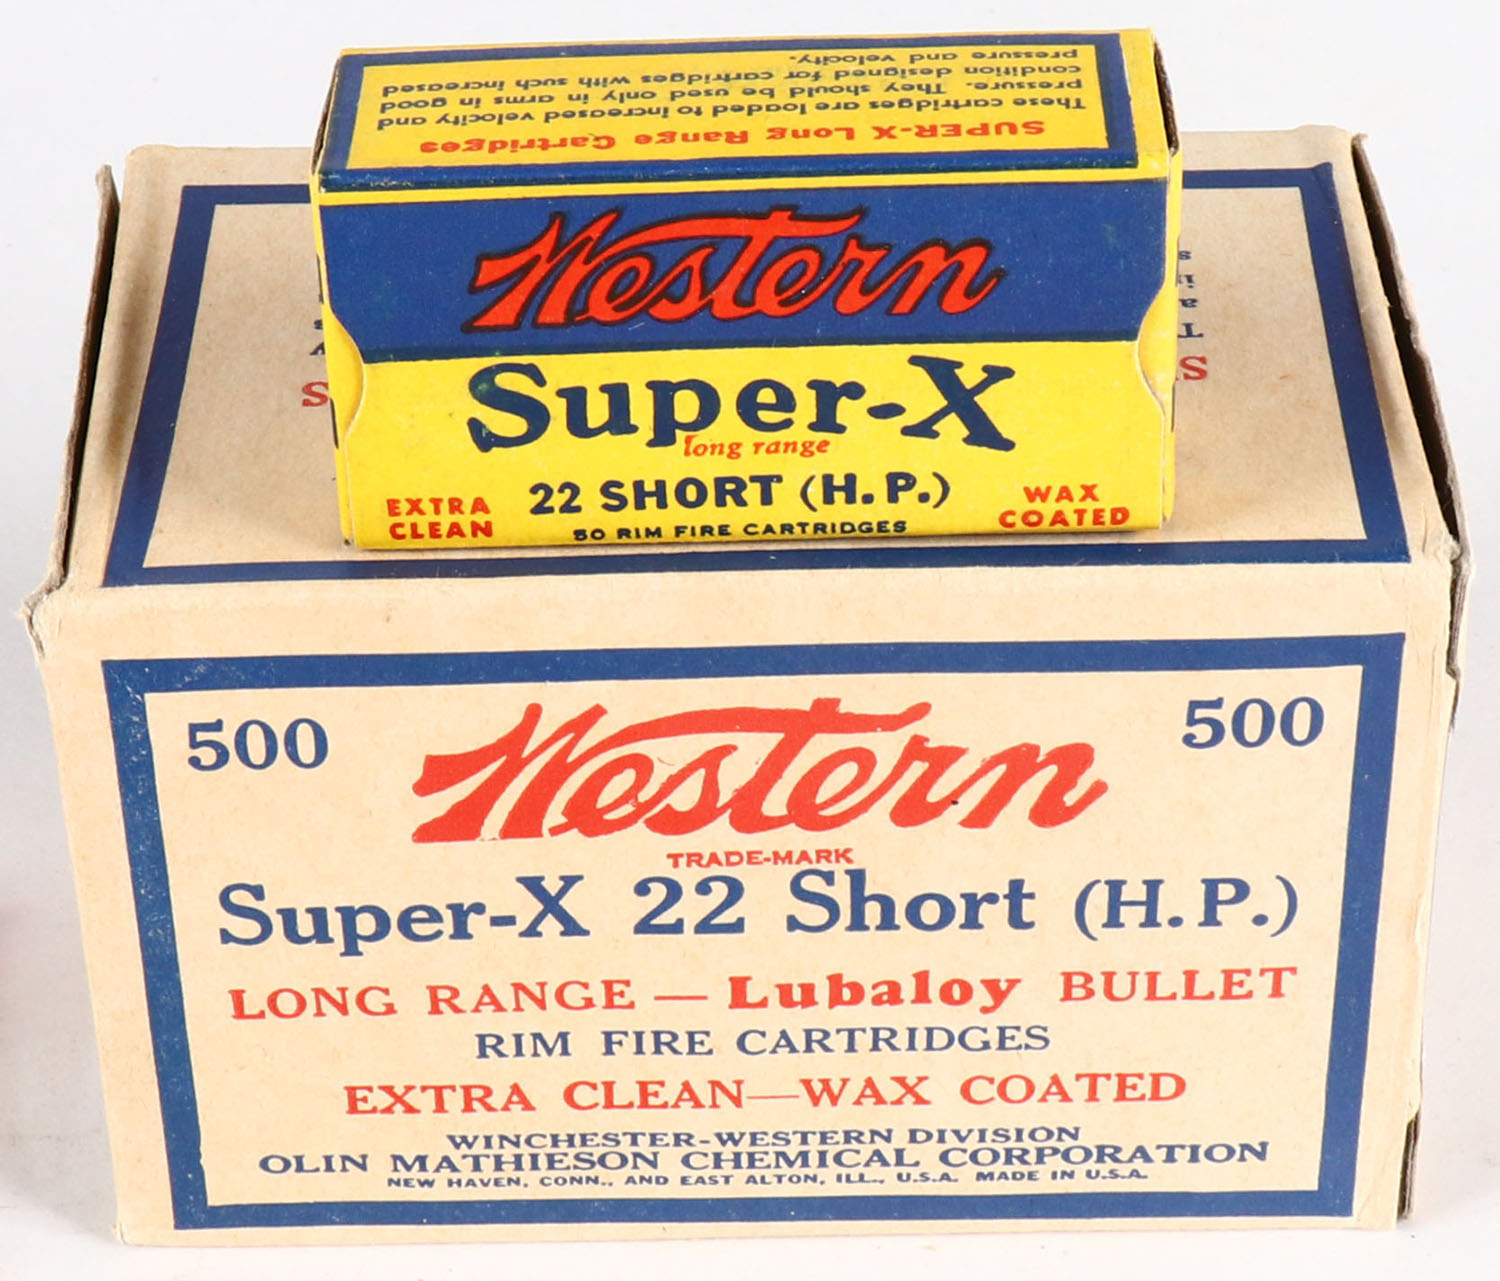 SUPER-X Long Range Cartridges
These cartridges are loaded to increased velocity and
pressure. They should be used only in arms in good
condition designed for cartridges with such increased
pressure and velocity.
Western
Super-X
long range
22 SHORT (H.P.)
EXTRA
CLEAN
WAX
COATED
50 RIM FIRE CARTRIDGES
500
Western
500
TRADE-MARK
Super-X 22 Short (H.P.)
LONG RANGE — Lubaloy BULLET
RIM FIRE CARTRIDGES
EXTRA CLEAN—WAX COATED
WINCHESTER-WESTERN DIVISION
OLIN MATHIESON CHEMICAL CORPORATION
NEW HAVEN, CONN., AND EAST ALTON, ILL., U.S.A. MADE IN U.S.A.